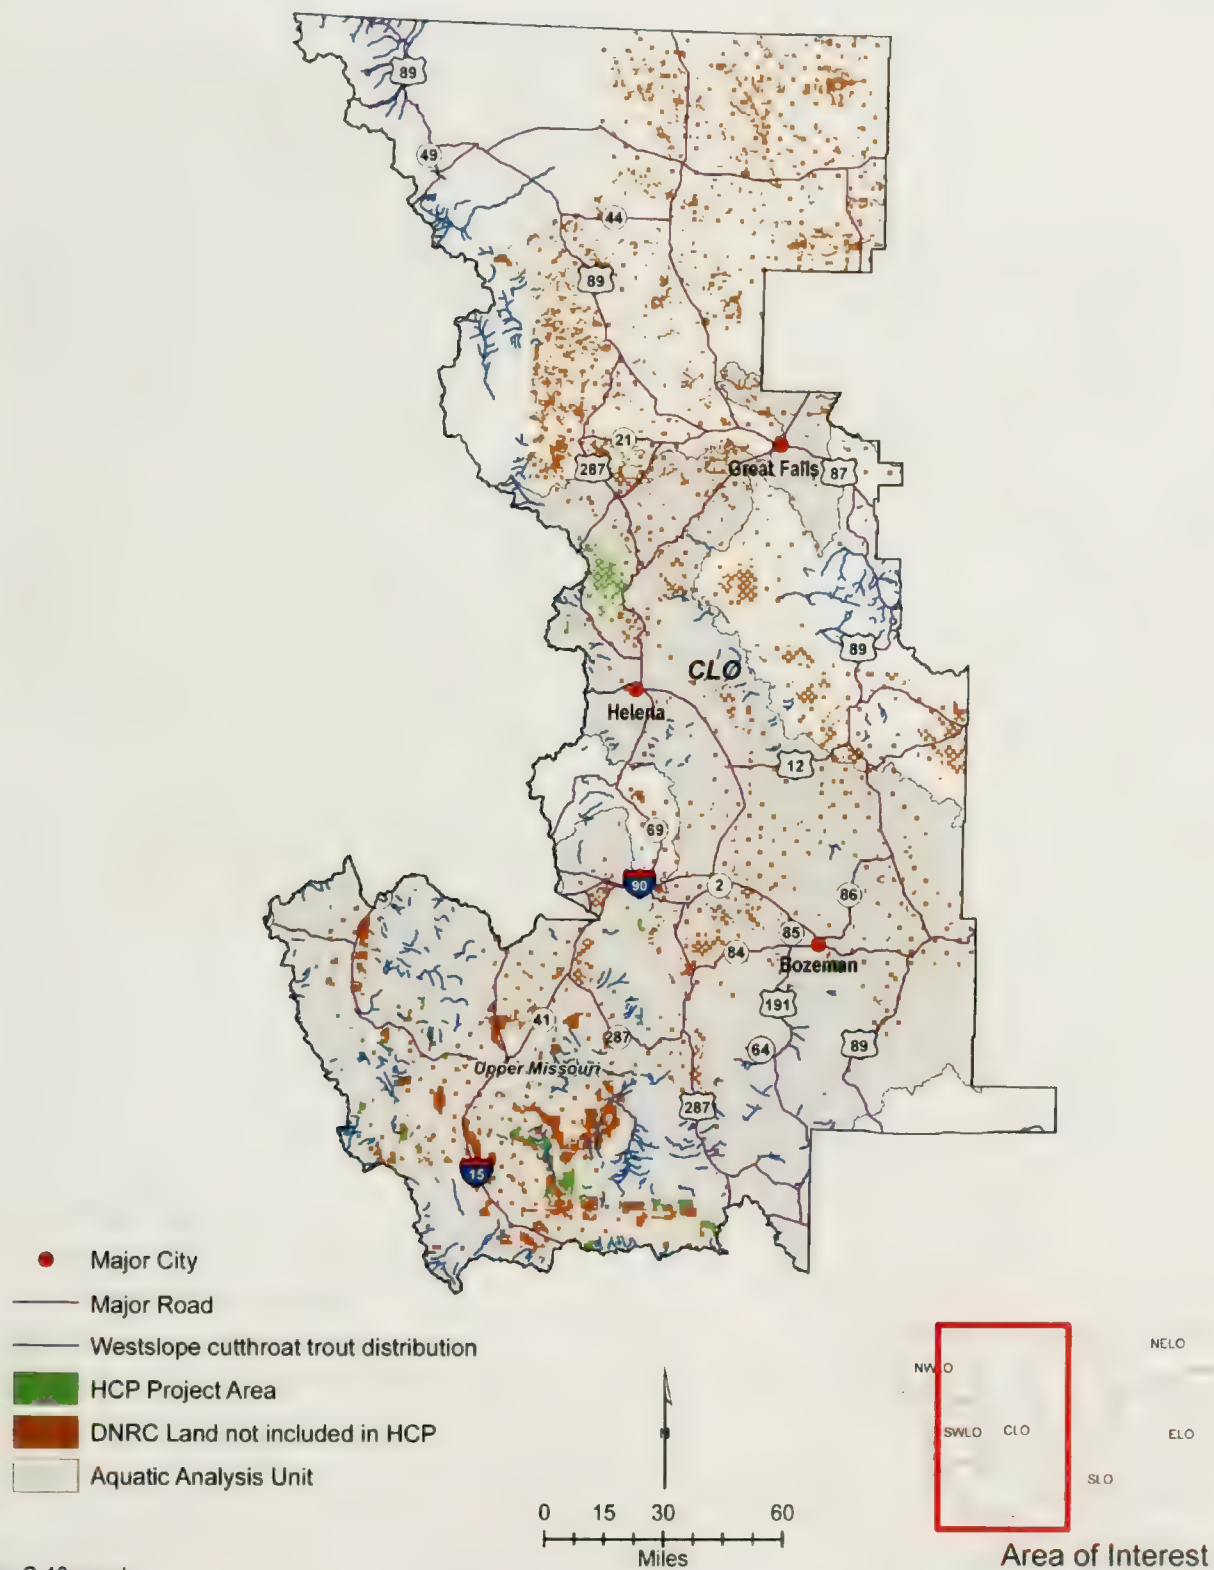 89
49
44
89
21
287
Great Falls
87
89
CLO
Helena
12
69
90
2
86
85
84
Bozeman
191
41
287
64
89
Upper Missouri
287
15
Major City
Major Road
Westslope cutthroat trout distribution
HCP Project Area
DNRC Land not included in HCP
Aquatic Analysis Unit
N
0 15 30 60
Miles
NELO
NWLO
SWLO CLO
ELO
SLO
Area of Interest